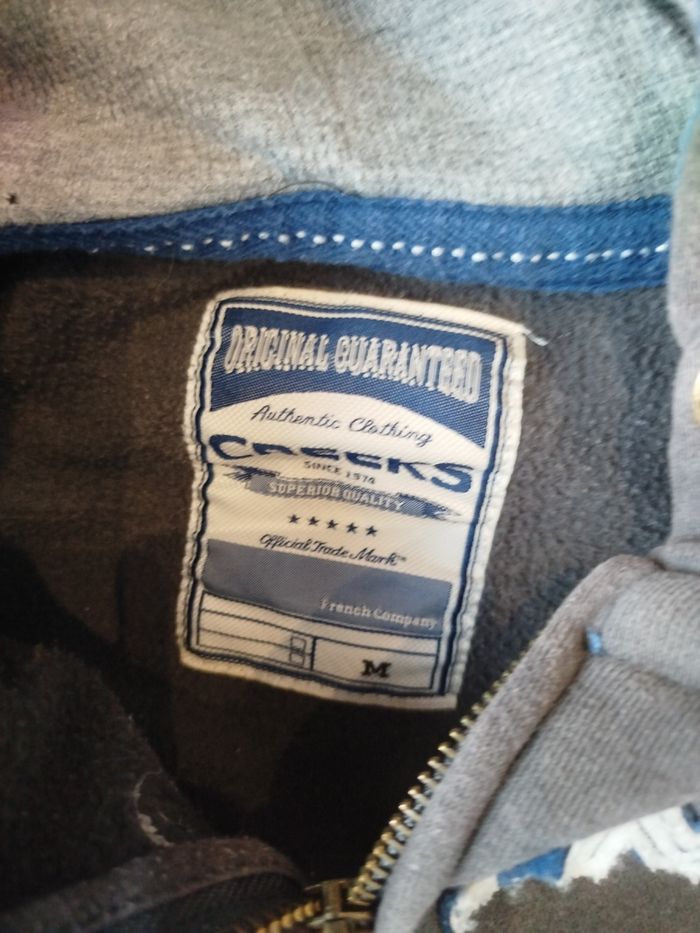 ORIGINAL GUARANTEED
Authentic Clothing
CREEKS
SINCE 1974
SUPERIOR QUALITY
Official Trade Mark™
French Company
M